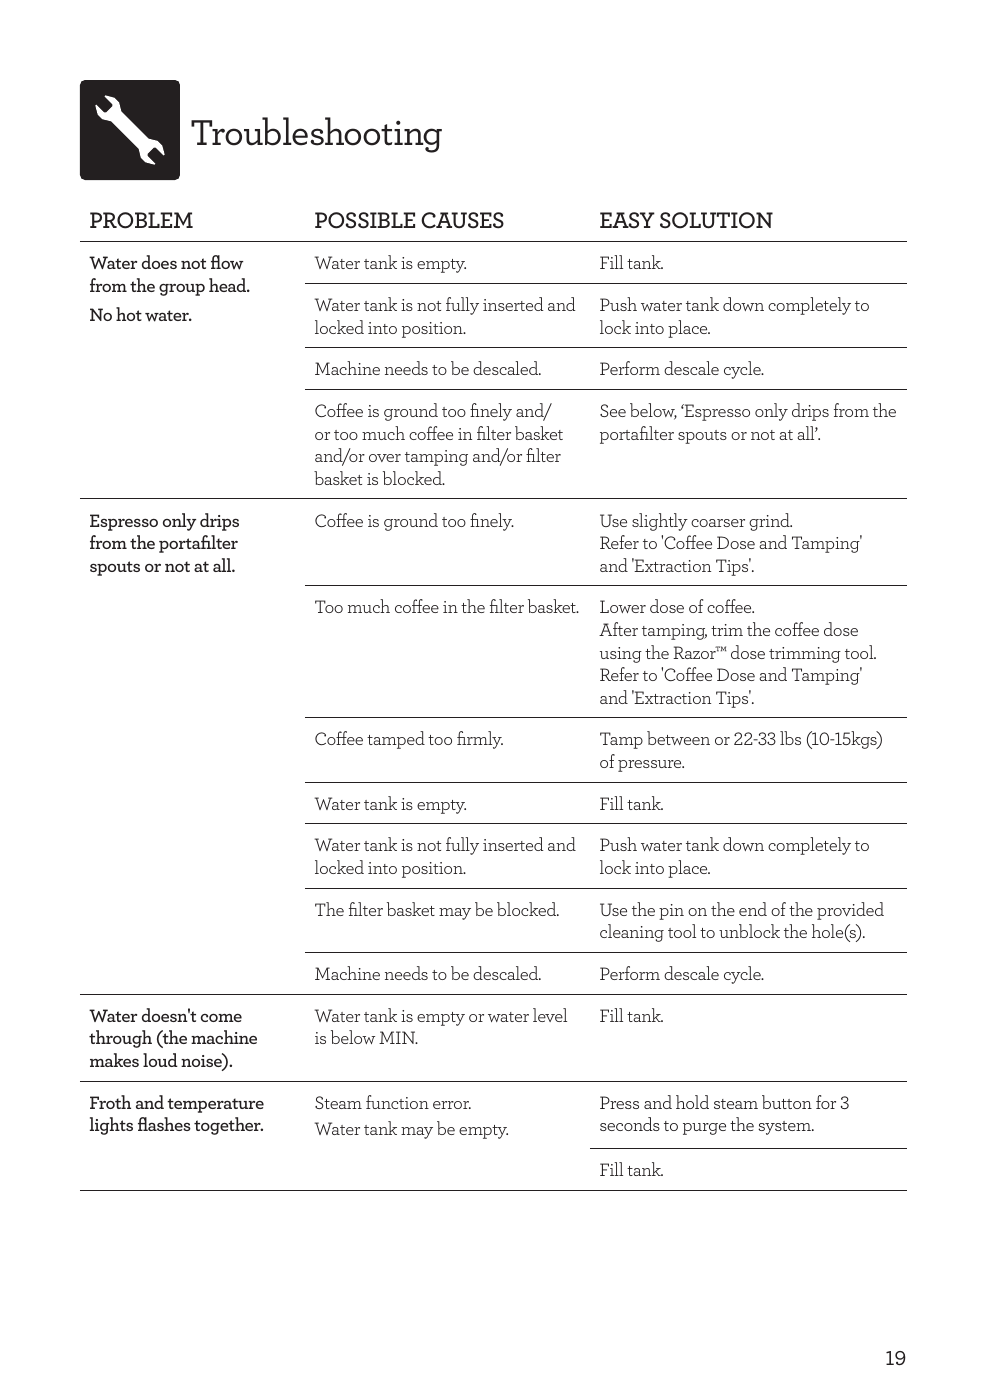 Troubleshooting
PROBLEM
POSSIBLE CAUSES
EASY SOLUTION
Water does not flow
from the group head.
No hot water.
Water tank is empty.
Fill tank.
Water tank is not fully inserted and
locked into position.
Push water tank down completely to
lock into place.
Machine needs to be descaled.
Perform descale cycle.
Coffee is ground too finely and/
or too much coffee in filter basket
and/or over tamping and/or filter
basket is blocked.
See below, ‘Espresso only drips from the
portafilter spouts or not at all’.
Espresso only drips
from the portafilter
spouts or not at all.
Coffee is ground too finely.
Use slightly coarser grind.
Refer to 'Coffee Dose and Tamping'
and 'Extraction Tips'.
Too much coffee in the filter basket.
Lower dose of coffee.
After tamping, trim the coffee dose
using the Razor™ dose trimming tool.
Refer to 'Coffee Dose and Tamping'
and 'Extraction Tips'.
Coffee tamped too firmly.
Tamp between or 22-33 lbs (10-15kgs)
of pressure.
Water tank is empty.
Fill tank.
Water tank is not fully inserted and
locked into position.
Push water tank down completely to
lock into place.
The filter basket may be blocked.
Use the pin on the end of the provided
cleaning tool to unblock the hole(s).
Machine needs to be descaled.
Perform descale cycle.
Water doesn't come
through (the machine
makes loud noise).
Water tank is empty or water level
is below MIN.
Fill tank.
Froth and temperature
lights flashes together.
Steam function error.
Water tank may be empty.
Press and hold steam button for 3
seconds to purge the system.
Fill tank.
19